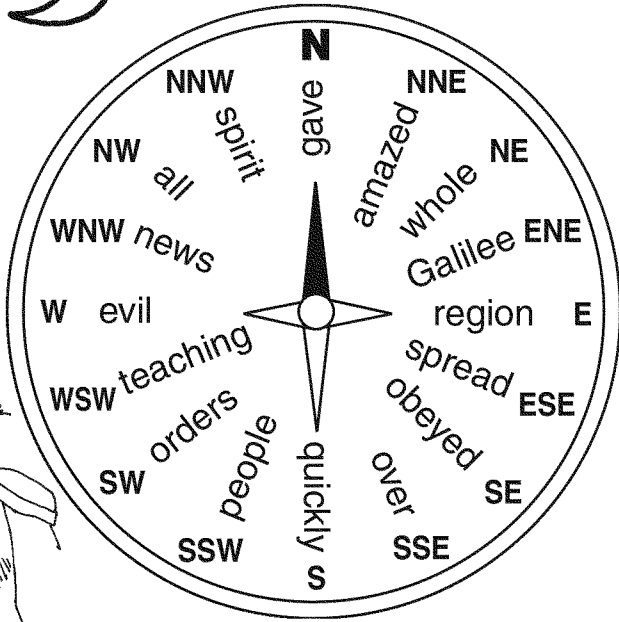 N
gave
NNE
amazed
NE
whole
ENE
Galilee
E
region
ESE
spread
SE
obeyed
SSE
over
S
quickly
SSW
people
SW
orders
WSW
teaching
W
evil
WNW
news
NW
all
NNW
spirit